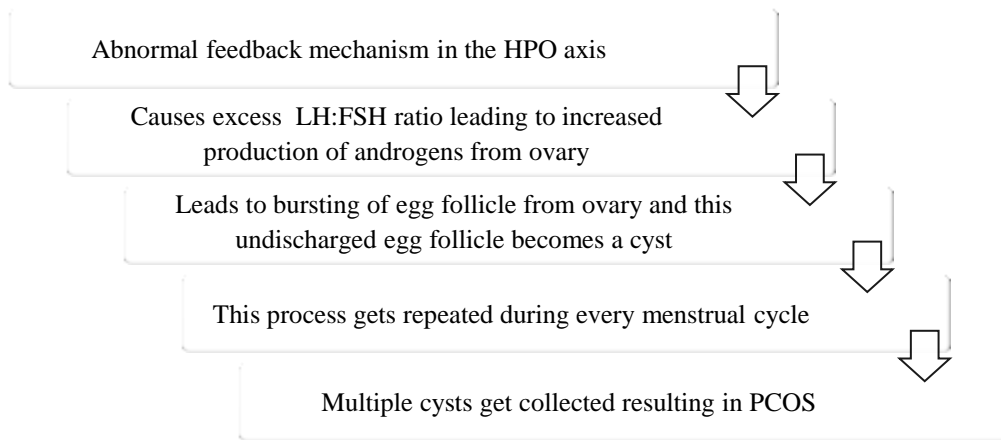 Abnormal feedback mechanism in the HPO axis
Causes excess LH:FSH ratio leading to increased
production of androgens from ovary
Leads to bursting of egg follicle from ovary and this
undischarged egg follicle becomes a cyst
This process gets repeated during every menstrual cycle
Multiple cysts get collected resulting in PCOS